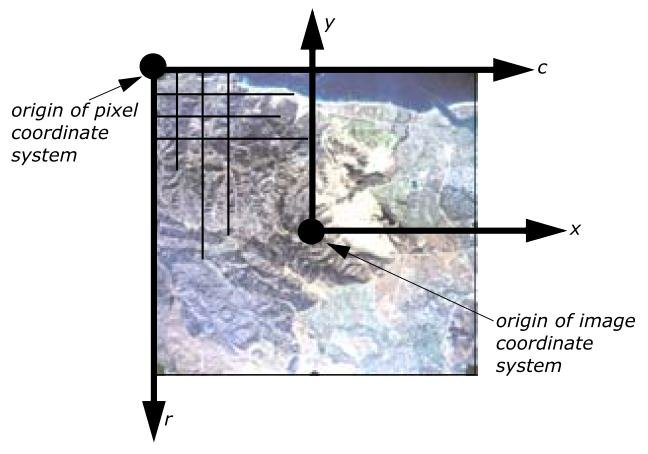 y
c
origin of pixel
coordinate
system
x
origin of image
coordinate
system
r